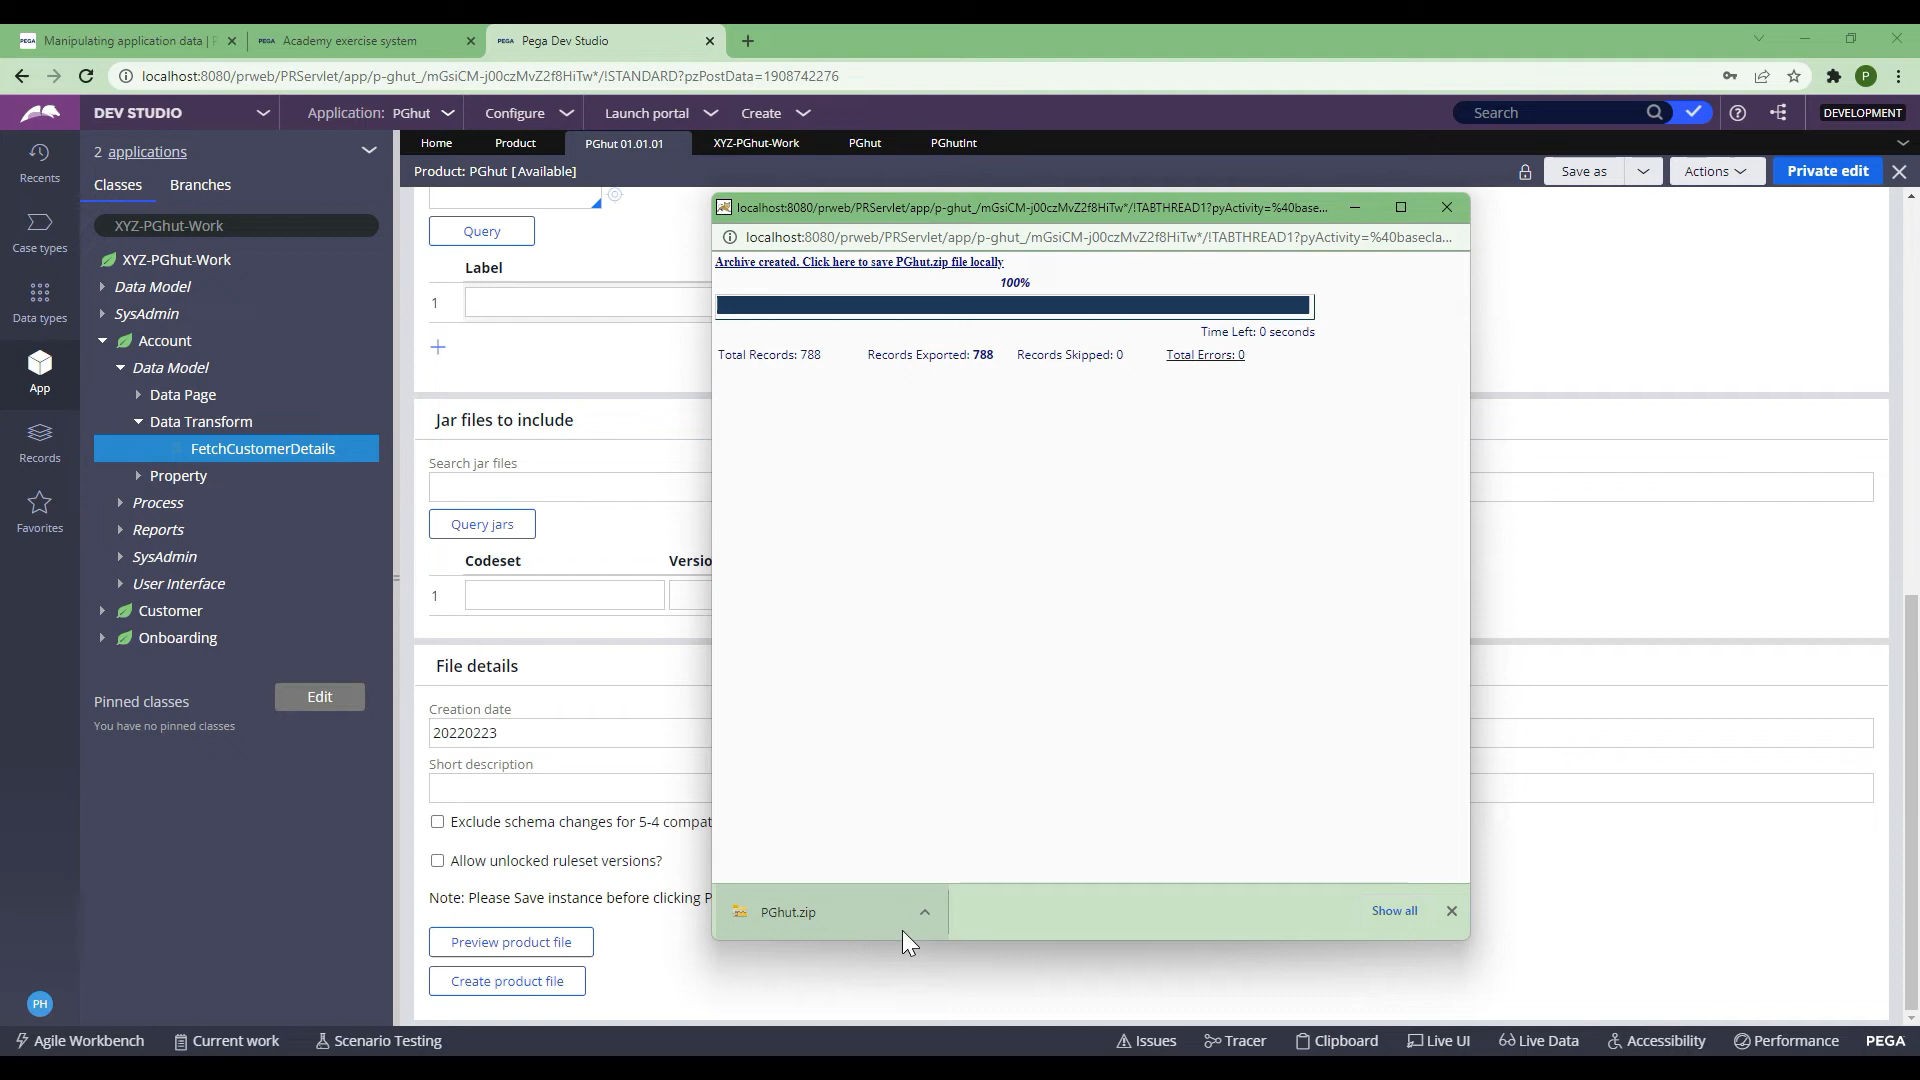 PEGA Manipulating application data |
PEGA Academy exercise system
PEGA Pega Dev Studio
localhost:8080/prweb/PRServlet/app/p-ghut_/mGsiCM-j00czMvZ2f8HiTw*/!STANDARD?pzPostData=1908742276
P
DEV STUDIO
Application: PGhut
Configure
Launch portal
Create
Search
DEVELOPMENT
Recents
Data types
Case types
App
Records
Favorites
PH
2 applications
Classes
Branches
XYZ-PGhut-Work
XYZ-PGhut-Work
Data Model
SysAdmin
Account
Data Model
Data Page
Data Transform
FetchCustomerDetails
Property
Process
Reports
SysAdmin
User Interface
Customer
Onboarding
Pinned classes
Edit
You have no pinned classes
Home
Product
PGhut 01.01.01
XYZ-PGhut-Work
PGhut
PGhutInt
Product: PGhut [Available]
Save as
Actions
Private edit
Query
Label
1
Jar files to include
Search jar files
Query jars
Codeset
Versio
1
File details
Creation date
20220223
Short description
Exclude schema changes for 5-4 compat
Allow unlocked ruleset versions?
Note: Please Save instance before clicking P
Preview product file
Create product file
localhost:8080/prweb/PRServlet/app/p-ghut_/mGsiCM-j00czMvZ2f8HiTw*/!TABTHREAD1?pyActivity=%40base...
localhost:8080/prweb/PRServlet/app/p-ghut_/mGsiCM-j00czMvZ2f8HiTw*/!TABTHREAD1?pyActivity=%40basecla...
Archive created. Click here to save PGhut.zip file locally
100%
Time Left: 0 seconds
Total Records: 788
Records Exported: 788
Records Skipped: 0
Total Errors: 0
PGhut.zip
Show all
Agile Workbench
Current work
Scenario Testing
Issues
Tracer
Clipboard
Live UI
Live Data
Accessibility
Performance
PEGA